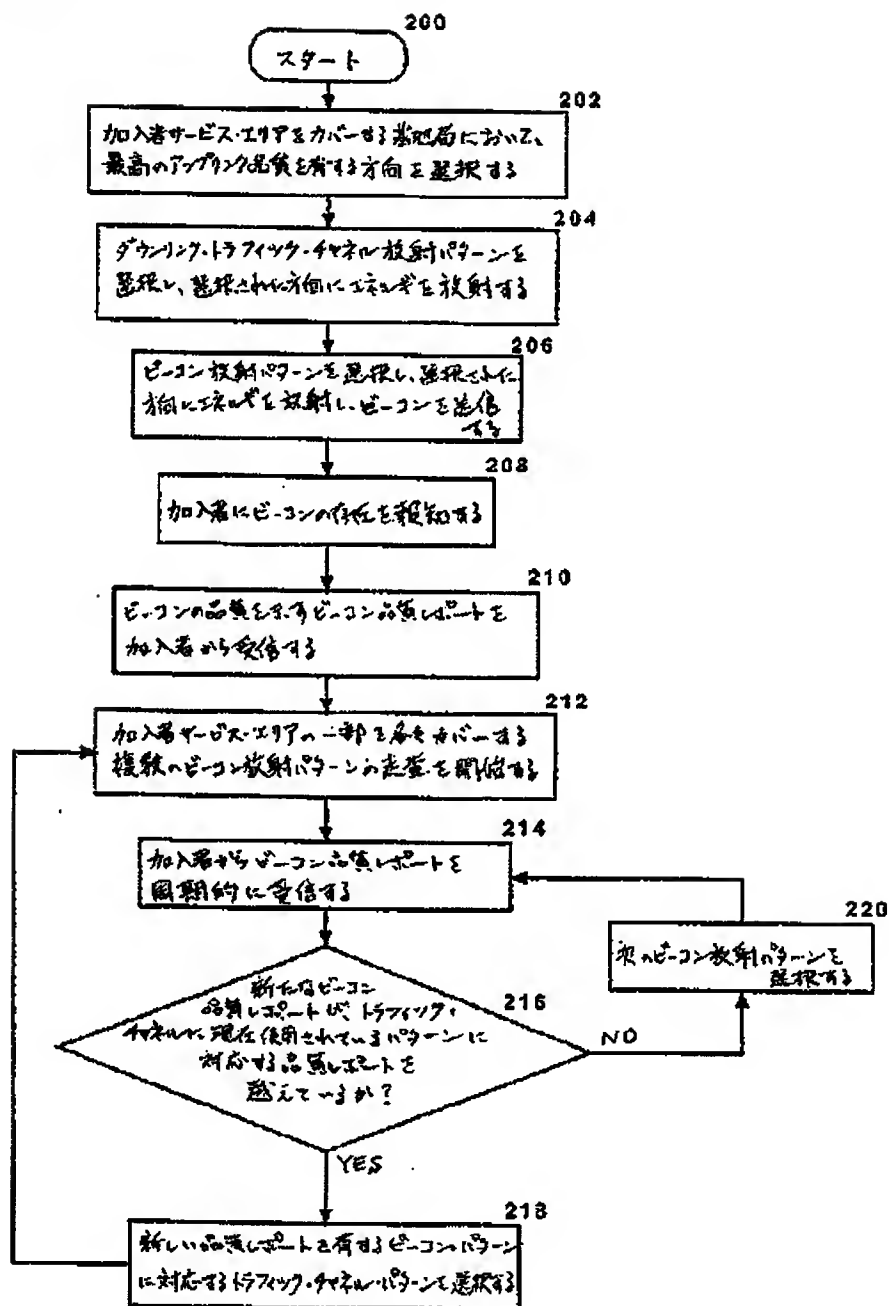 200
スタート
202
加入者サービス・エリアをカバーする基地局において、
最高のアップリンク品質を有する方向を選択する
204
ダウンリンク・トラフィック・チャネル放射パターンを
選択し、選択された方向にエネルギを放射する
206
ビーコン放射パターンを選択し、選択された
方向にエネルギを放射し、ビーコンを送信
する
208
加入者にビーコンの存在を報知する
210
ビーコンの品質を示すビーコン品質レポートを
加入者から受信する
212
加入者サービス・エリアの一部を各々カバーする
複数のビーコン放射パターンの走査を開始する
214
加入者からビーコン品質レポートを
周期的に受信する
220
次のビーコン放射パターンを
選択する
216
新たなビーコン
品質レポートが、トラフィック・
チャネルに現在使用されているパターンに
対応する品質レポートを
越えているか?
NO
YES
218
新しい品質レポートを有するビーコン・パターン
に対応するトラフィック・チャネル・パターンを選択する